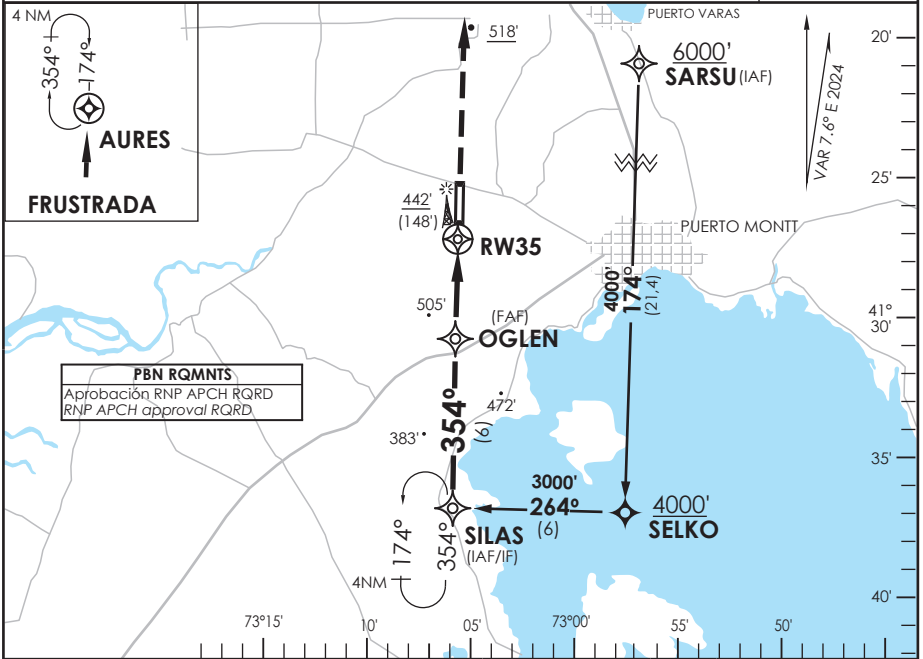 4 NM
354°
174°
AURES
FRUSTRADA
518'
PUERTO VARAS
6000'
SARSU (IAF)
VAR 7.6° E 2024
20'
25'
442'
(148')
RW35
PUERTO MONTT
4000'
174°
(21,4)
505'
(FAF)
OGLEN
41°
30'
PBN RQMNTS
Aprobación RNP APCH RQRD
RNP APCH approval RQRD
354°
(6)
472'
383'
35'
3000'
264°
(6)
4000'
SELKO
SILAS
(IAF/IF)
174°
354°
4NM
40'
73°15'
10'
05'
73°00'
55'
50'